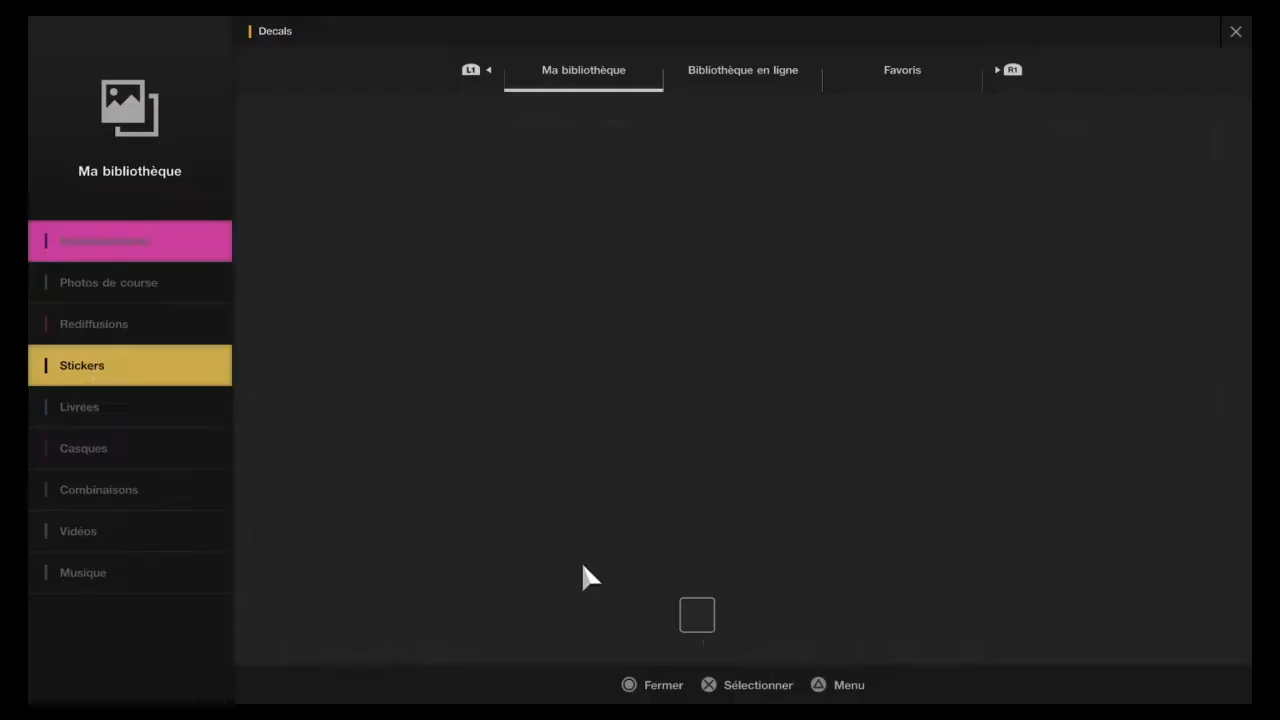 Decals
L1
Ma bibliothèque
Bibliothèque en ligne
Favoris
R1
Ma bibliothèque
Photos de course
Rediffusions
Stickers
Livrées
Casques
Combinaisons
Vidéos
Musique
Fermer
Sélectionner
Menu